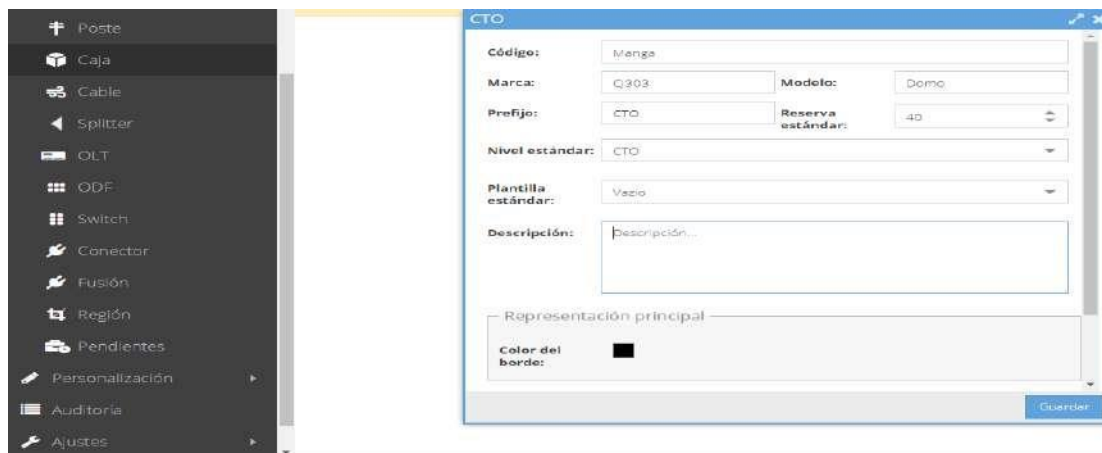 Poste
Caja
Cable
Splitter
OLT
ODF
Switch
Conector
Fusión
Región
Pendientes
Personalización
Auditoría
Ajustes
CTO
Código: Manga
Marca: Q303 Modelo: Domo
Prefijo: CTO Reserva estándar: 40
Nivel estándar: CTO
Plantilla estándar: Vazio
Descripción: Descripción...
Representación principal
Color del borde:
Guardar